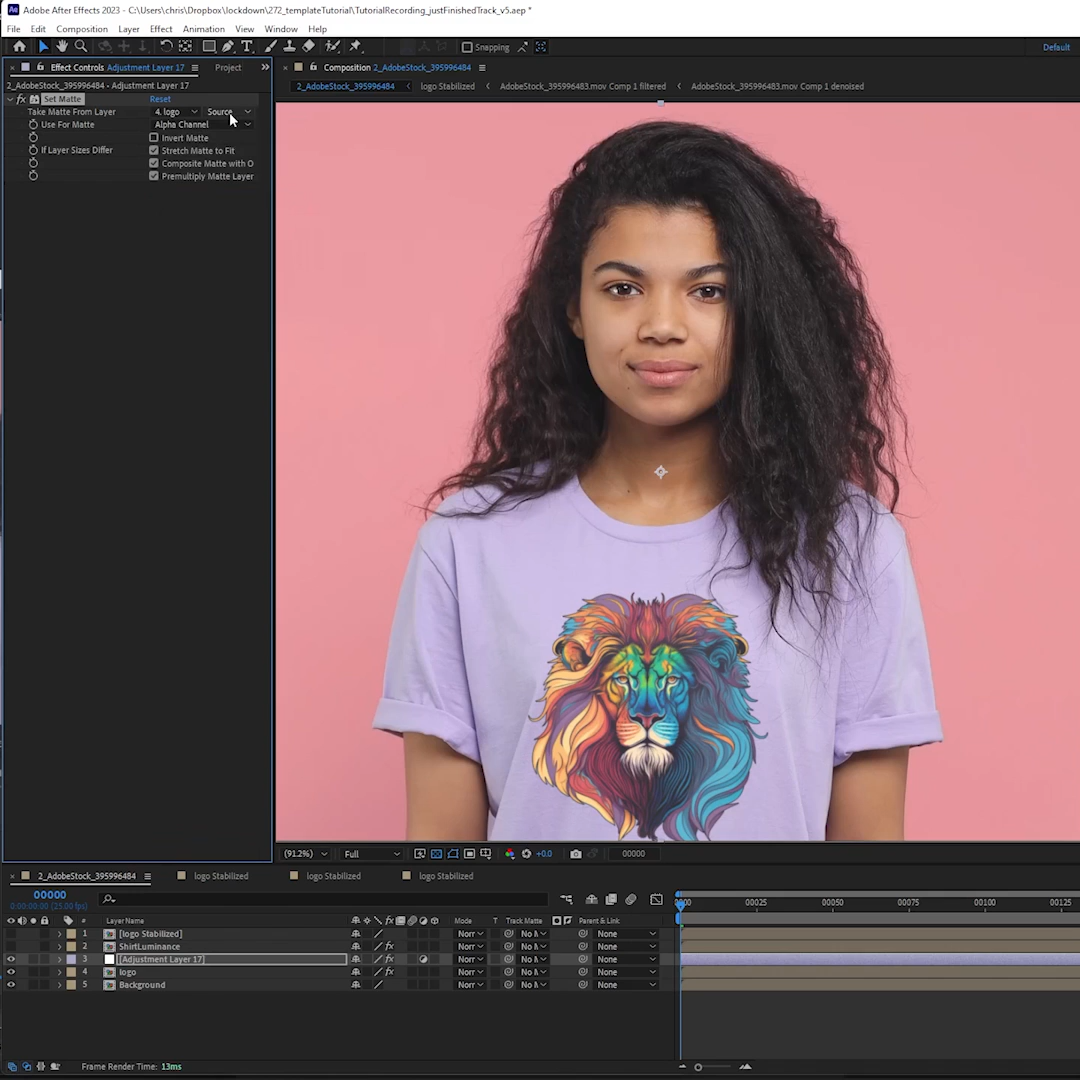 Adobe After Effects 2023 - C:\Users\chris\Dropbox\lockdown\272_templateTutorial\TutorialRecording_justFinishedTrack_v5.aep *
File Edit Composition Layer Effect Animation View Window Help
Snapping Default
Effect Controls Adjustment Layer 17 Project
Composition 2_AdobeStock_395996484
2_AdobeStock_395996484 • Adjustment Layer 17
2_AdobeStock_395996484 logo Stabilized AdobeStock_395996483.mov Comp 1 filtered AdobeStock_395996483.mov Comp 1 denoised
fx Set Matte Reset
Take Matte From Layer 4. logo Source
Use For Matte Alpha Channel
Invert Matte
If Layer Sizes Differ Stretch Matte to Fit
Composite Matte with O
Premultiply Matte Layer
(91.2%) Full +0.0 00000
2_AdobeStock_395996484 logo Stabilized logo Stabilized logo Stabilized
00000
0:00:00:00 (25.00 fps)
0000 00025 00050 00075 00100 00125
# Layer Name fx Mode T Track Matte Parent & Link
1 [logo Stabilized] Norr No M None
2 ShirtLuminance fx Norr No M None
3 [Adjustment Layer 17] fx Norr No M None
4 logo fx Norr No M None
5 Background Norr No M None
Frame Render Time: 13ms